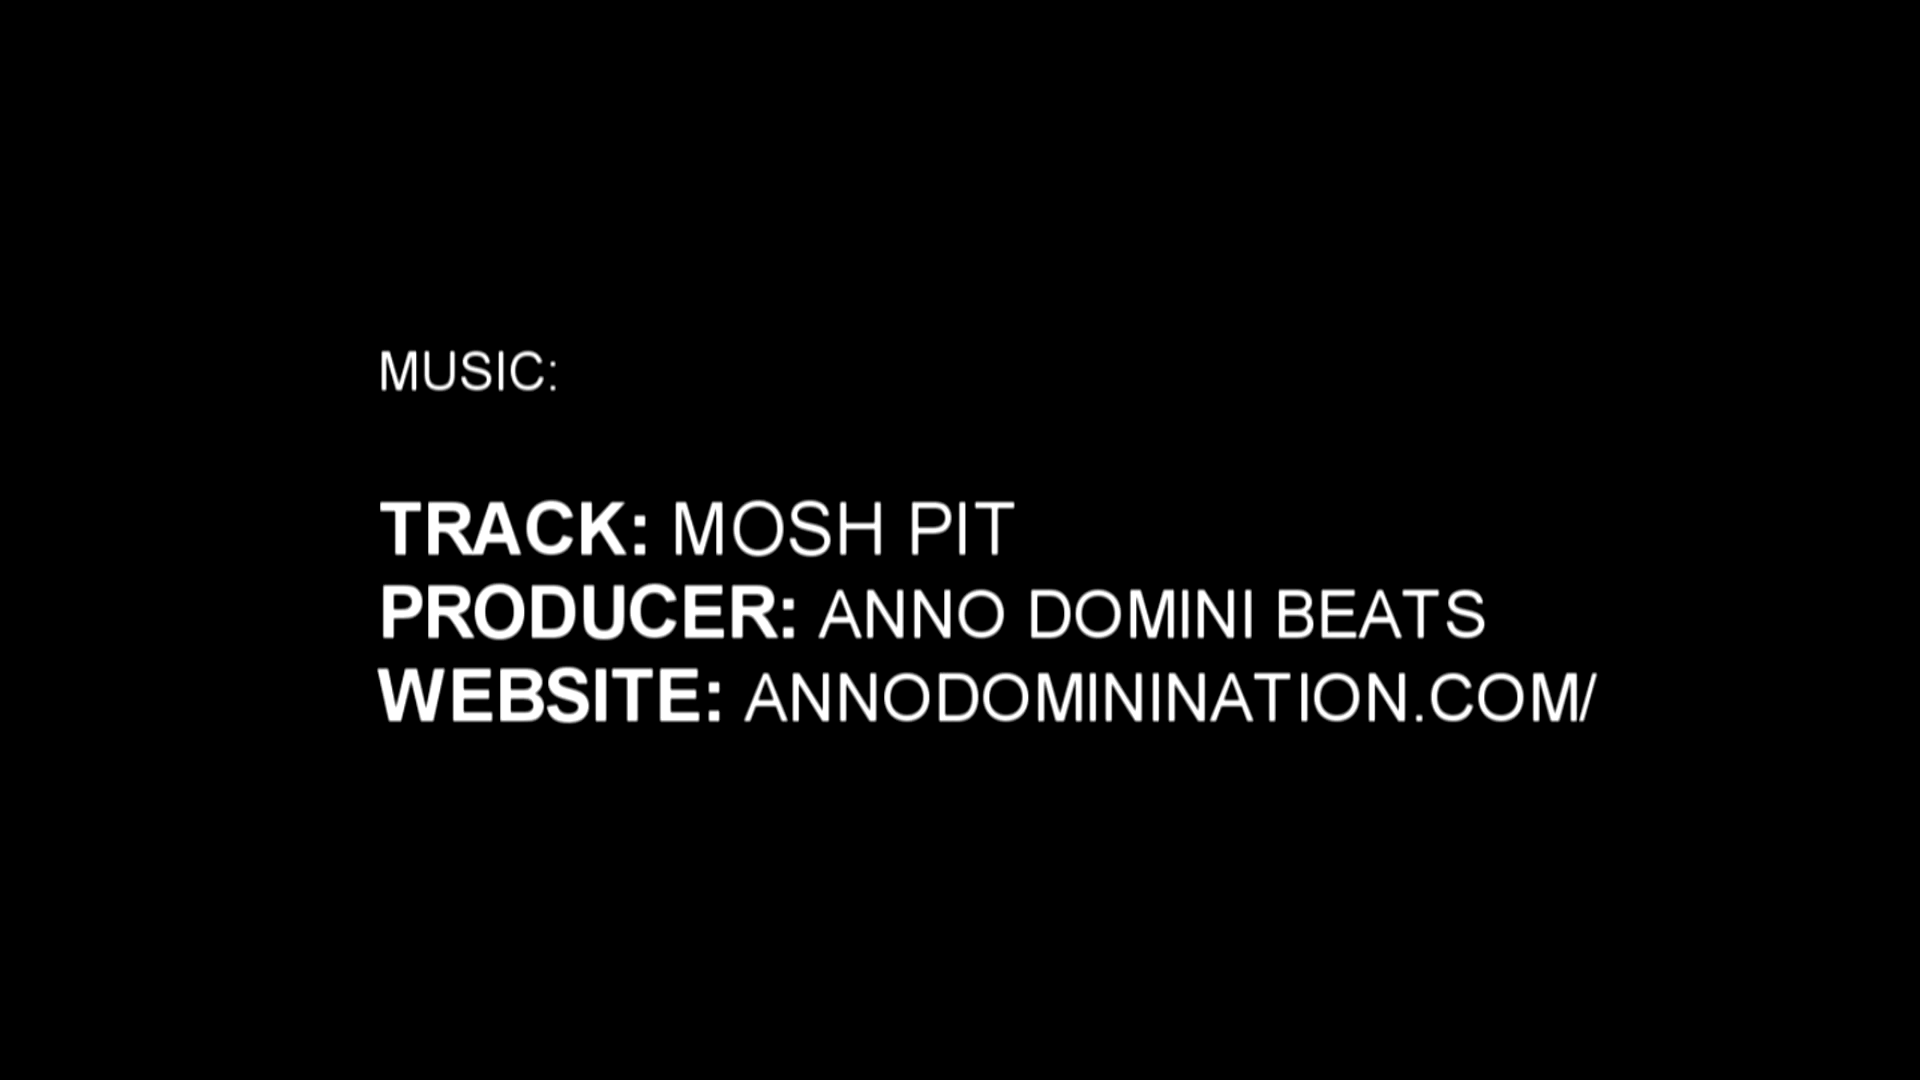 MUSIC:
TRACK: MOSH PIT
PRODUCER: ANNO DOMINI BEATS
WEBSITE: ANNODOMININATION.COM/